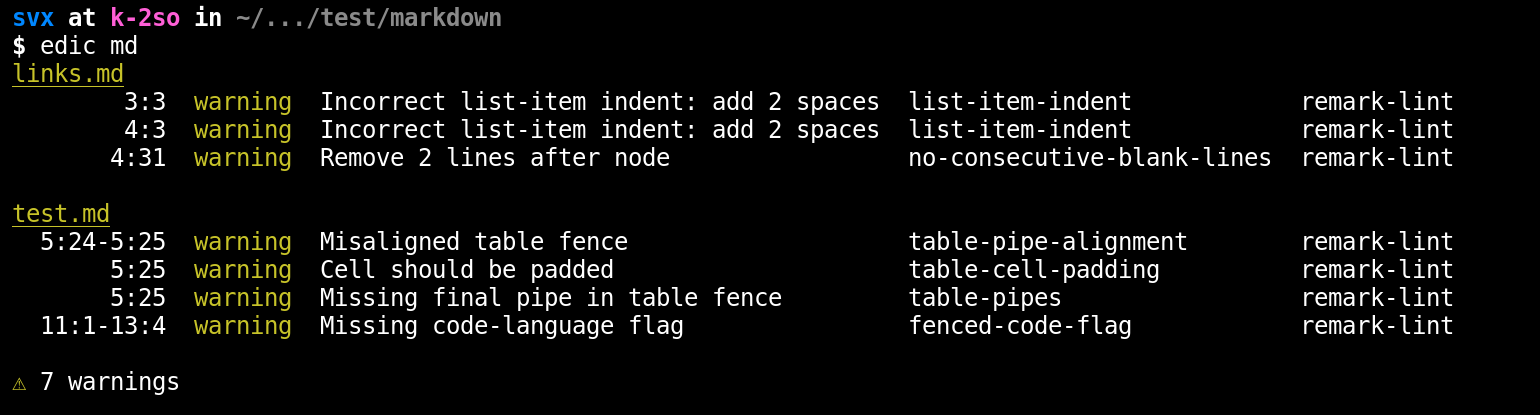 svx at k-2so in ~/.../test/markdown
$ edic md
links.md
3:3 warning Incorrect list-item indent: add 2 spaces list-item-indent remark-lint
4:3 warning Incorrect list-item indent: add 2 spaces list-item-indent remark-lint
4:31 warning Remove 2 lines after node no-consecutive-blank-lines remark-lint
test.md
5:24-5:25 warning Misaligned table fence table-pipe-alignment remark-lint
5:25 warning Cell should be padded table-cell-padding remark-lint
5:25 warning Missing final pipe in table fence table-pipes remark-lint
11:1-13:4 warning Missing code-language flag fenced-code-flag remark-lint
⚠ 7 warnings